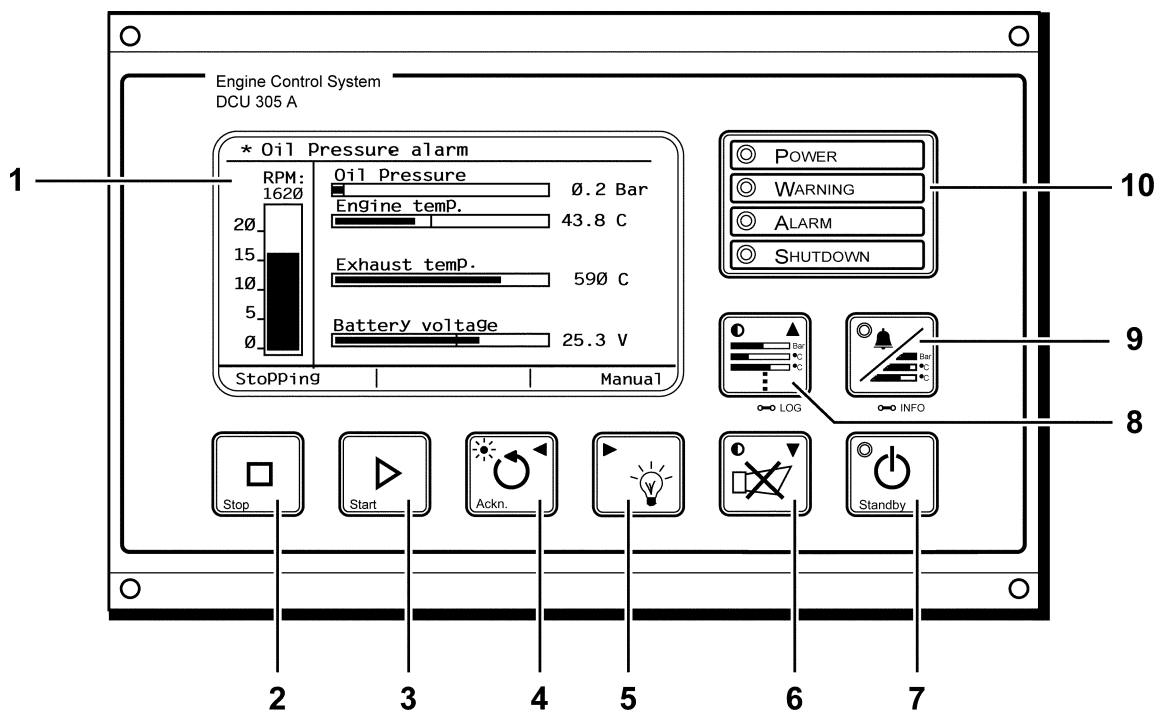 Engine Control System
DCU 305 A
* Oil Pressure alarm
RPM:
1620
20
15
10
5
0
Oil Pressure
0.2 Bar
Engine temp.
43.8 C
Exhaust temp.
590 C
Battery voltage
25.3 V
Stopping
Manual
POWER
WARNING
ALARM
SHUTDOWN
Bar
°C
°C
LOG
Bar
°C
°C
INFO
Stop
Start
Ackn.
Standby
1
10
9
8
2
3
4
5
6
7